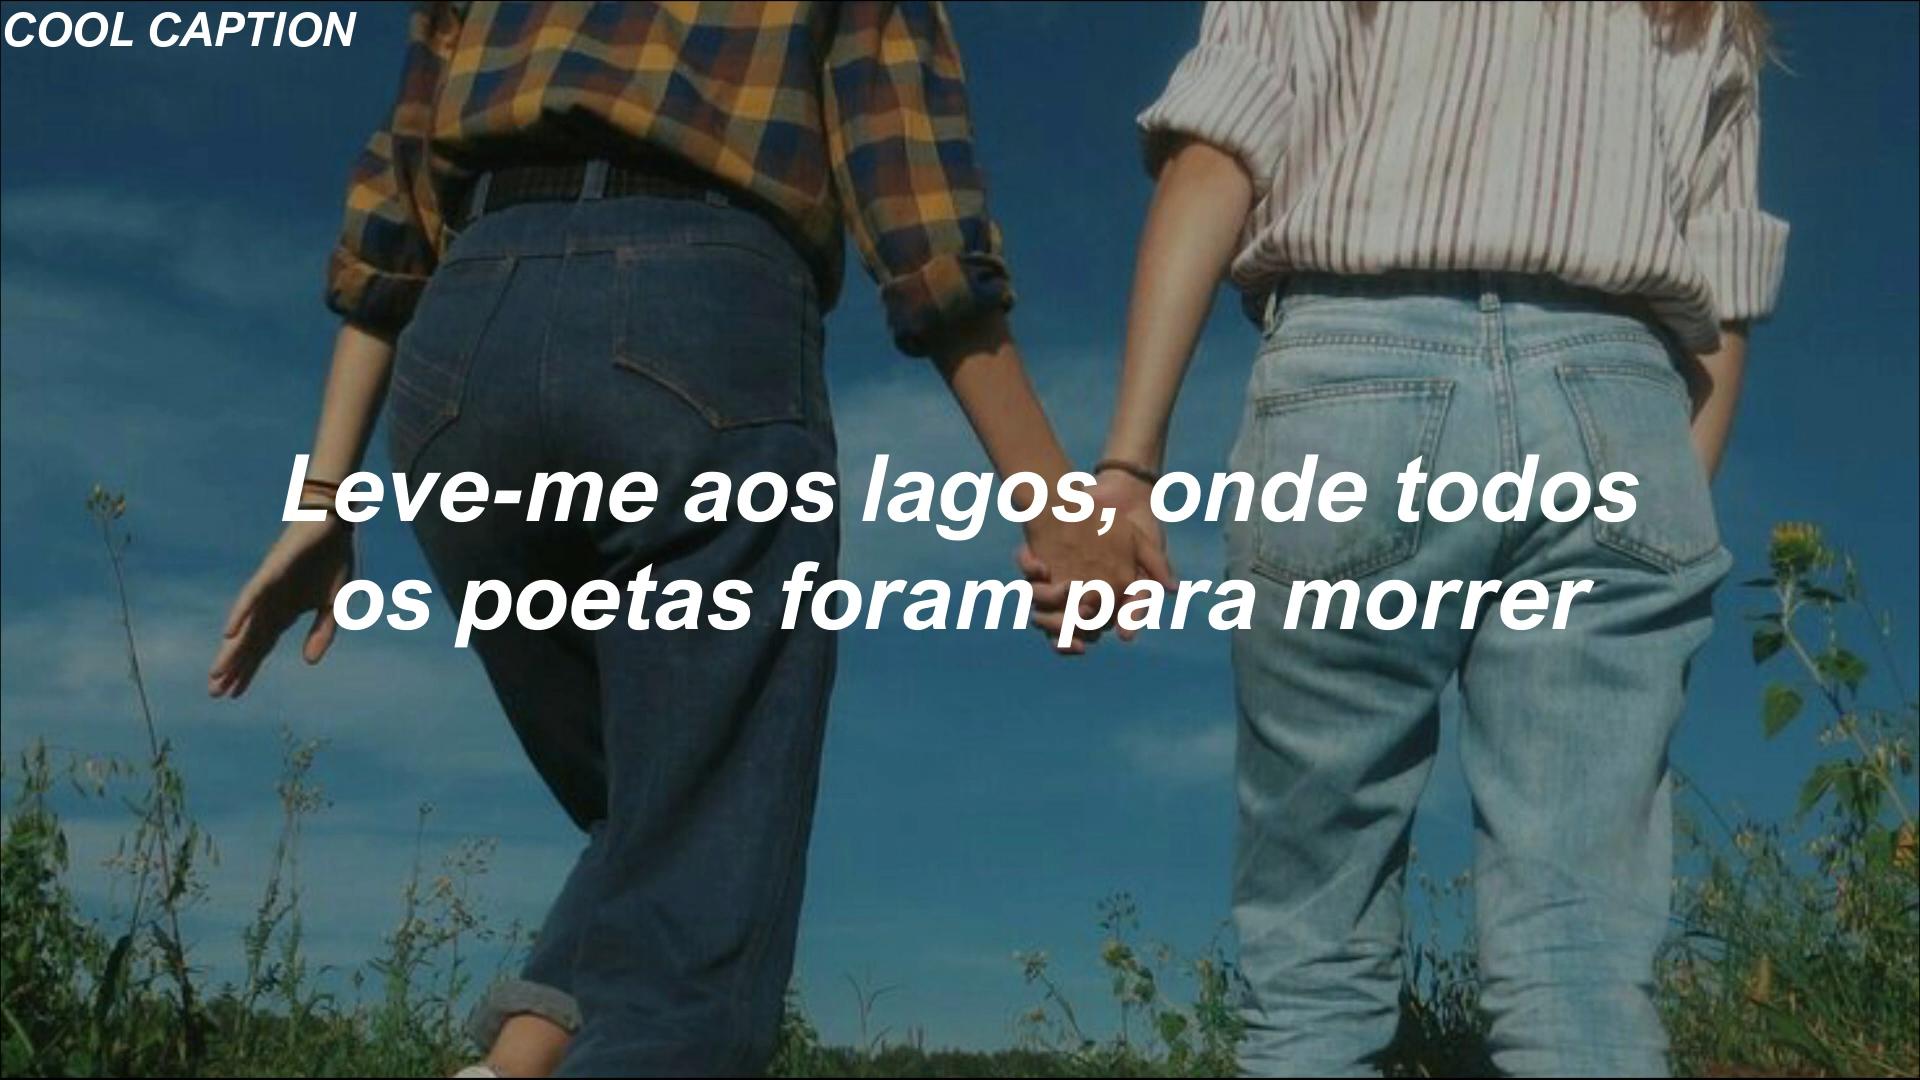 COOL CAPTION
Leve-me aos lagos, onde todos
os poetas foram para morrer